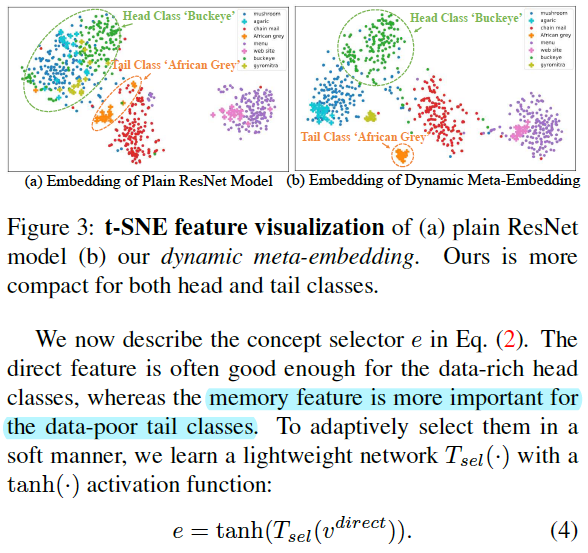 Head Class 'Buckeye'
mushroom
agaric
chain mail
African grey
menu
web site
buckeye
gyromitra
Tail Class 'African Grey'
(a) Embedding of Plain ResNet Model
Head Class 'Buckeye'
mushroom
agaric
chain mail
African grey
menu
web site
buckeye
gyromitra
Tail Class 'African Grey'
(b) Embedding of Dynamic Meta-Embedding
Figure 3: t-SNE feature visualization of (a) plain ResNet
model (b) our dynamic meta-embedding. Ours is more
compact for both head and tail classes.
We now describe the concept selector e in Eq. (2). The
direct feature is often good enough for the data-rich head
classes, whereas the memory feature is more important for
the data-poor tail classes. To adaptively select them in a
soft manner, we learn a lightweight network T_{sel}(·) with a
tanh(·) activation function:
e = tanh(T_{sel}(v^{direct})). (4)